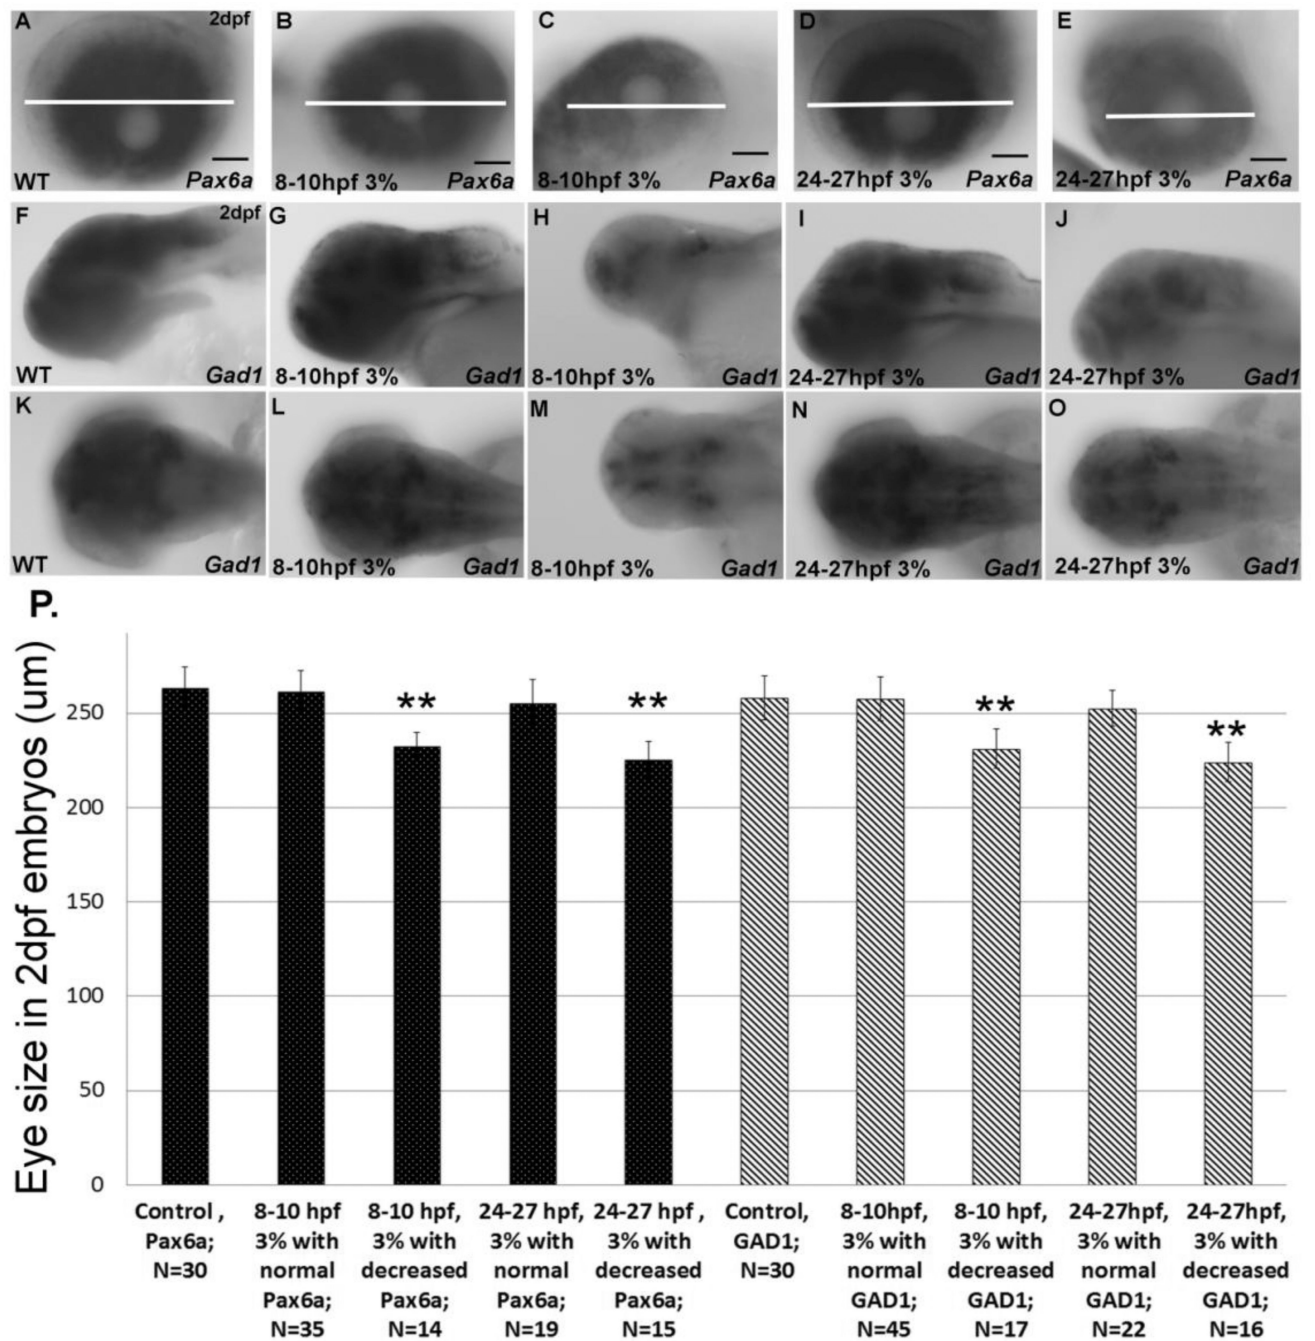 A
2dpf
WT
Pax6a
B
8-10hpf 3%
Pax6a
C
8-10hpf 3%
Pax6a
D
24-27hpf 3%
Pax6a
E
24-27hpf 3%
Pax6a
F
2dpf
WT
Gad1
G
8-10hpf 3%
Gad1
H
8-10hpf 3%
Gad1
I
24-27hpf 3%
Gad1
J
24-27hpf 3%
Gad1
K
WT
Gad1
L
8-10hpf 3%
Gad1
M
8-10hpf 3%
Gad1
N
24-27hpf 3%
Gad1
O
24-27hpf 3%
Gad1
P.
Eye size in 2dpf embryos (um)
250
200
150
100
50
0
**
**
**
**
Control ,
Pax6a;
N=30
8-10 hpf
3% with
normal
Pax6a;
N=35
8-10 hpf,
3% with
decreased
Pax6a;
N=14
24-27 hpf,
3% with
normal
Pax6a;
N=19
24-27 hpf ,
3% with
decreased
Pax6a;
N=15
Control,
GAD1;
N=30
8-10hpf,
3% with
normal
GAD1;
N=45
8-10 hpf,
3% with
decreased
GAD1;
N=17
24-27hpf,
3% with
normal
GAD1;
N=22
24-27hpf,
3% with
decreased
GAD1;
N=16